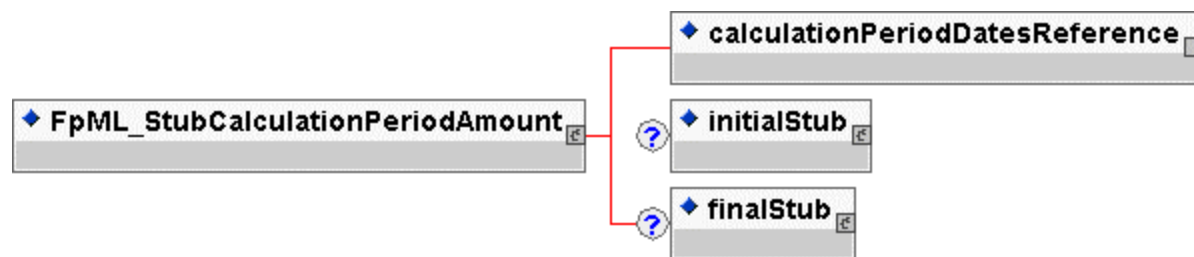 calculationPeriodDatesReference
FpML_StubCalculationPeriodAmount
? initialStub
? finalStub